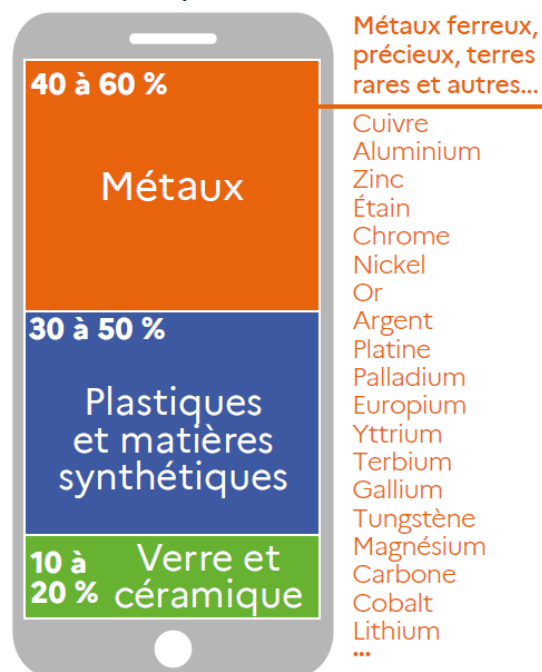 40 à 60 %
Métaux
30 à 50 %
Plastiques
et matières
synthétiques
10 à
20 %
Verre et
céramique
Métaux ferreux,
précieux, terres
rares et autres...
Cuivre
Aluminium
Zinc
Étain
Chrome
Nickel
Or
Argent
Platine
Palladium
Europium
Yttrium
Terbium
Gallium
Tungstène
Magnésium
Carbone
Cobalt
Lithium
...